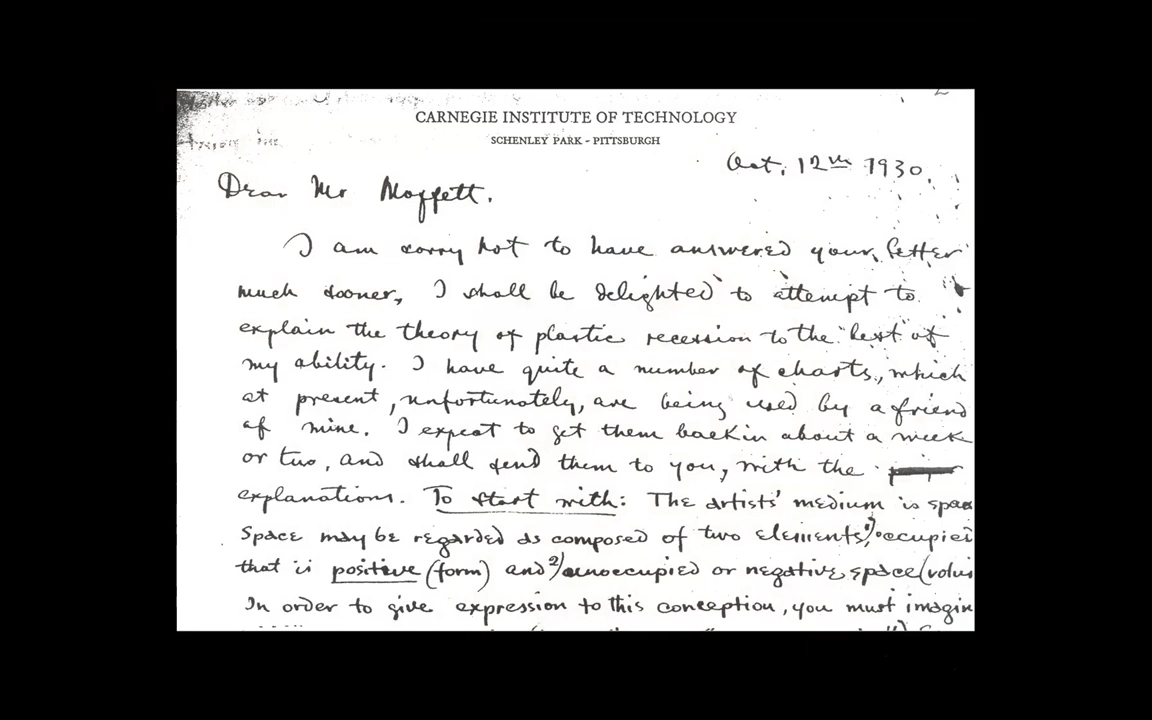 CARNEGIE INSTITUTE OF TECHNOLOGY
SCHENLEY PARK - PITTSBURGH
Oct. 12th 1930.
Dear Mr Moffett.
I am sorry not to have answered your letter
much sooner, I shall be delighted to attempt to
explain the theory of plastic recession to the best of
my ability. I have quite a number of charts, which
at present, unfortunately, are being used by a friend
of mine. I expect to get them back in about a week
or two, and shall send them to you, with the
explanations. To start with: The artists' medium is spac
Space may be regarded as composed of two elements, 1) occupied
that is positive (form) and 2) unoccupied or negative space (volu
In order to give expression to this conception, you must imagin